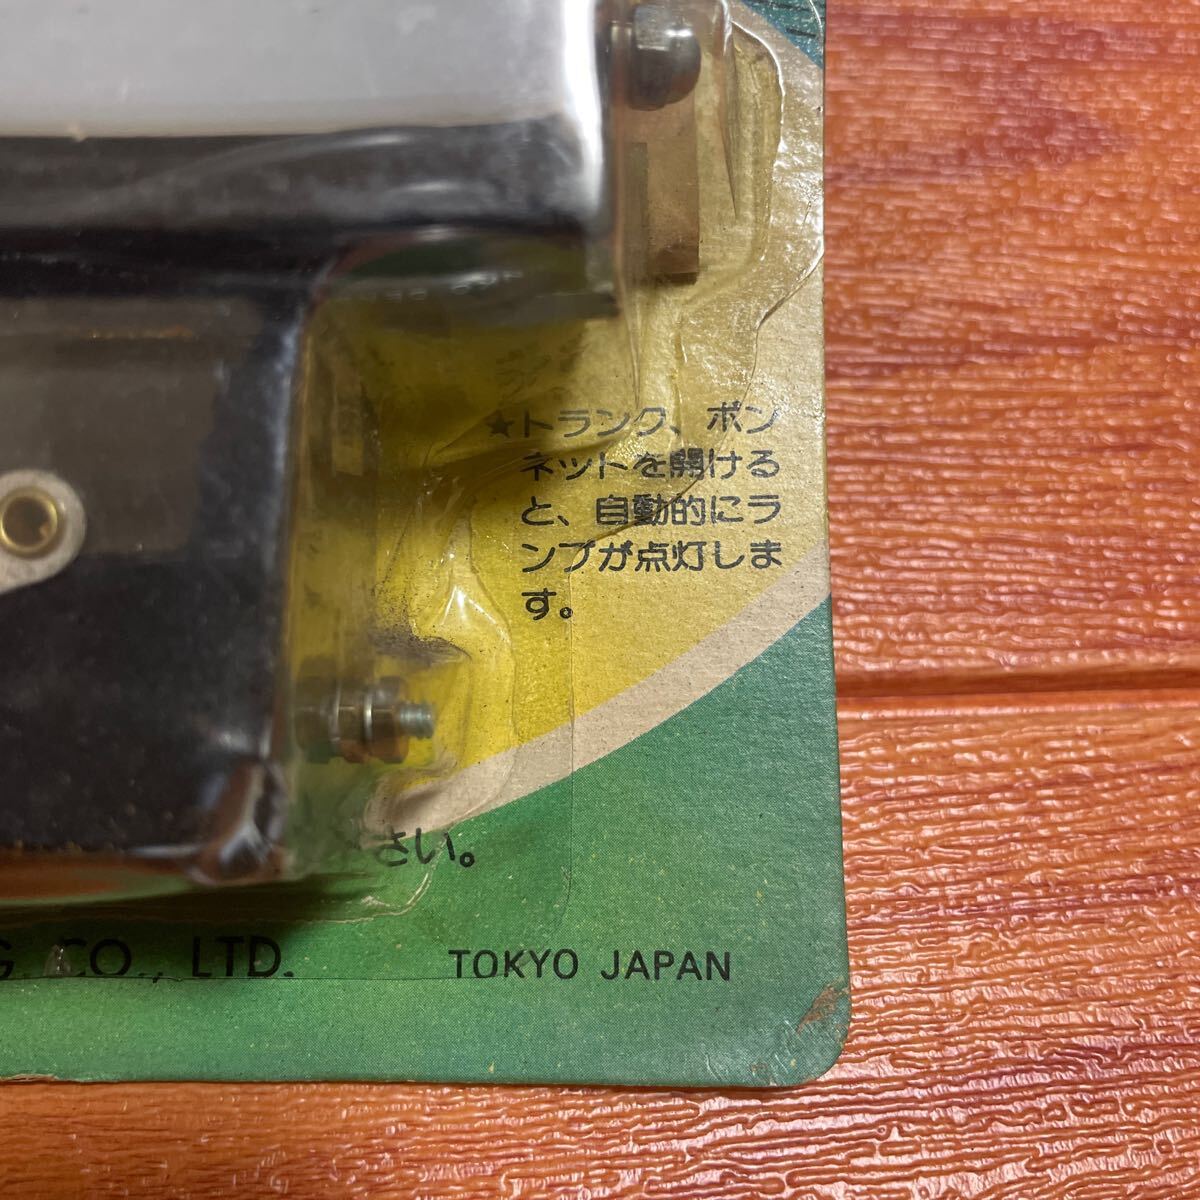 ★トランク、ボン
ネットを開ける
と、自動的にラ
ンプが点灯しま
す。
さい。
CO., LTD.
TOKYO JAPAN